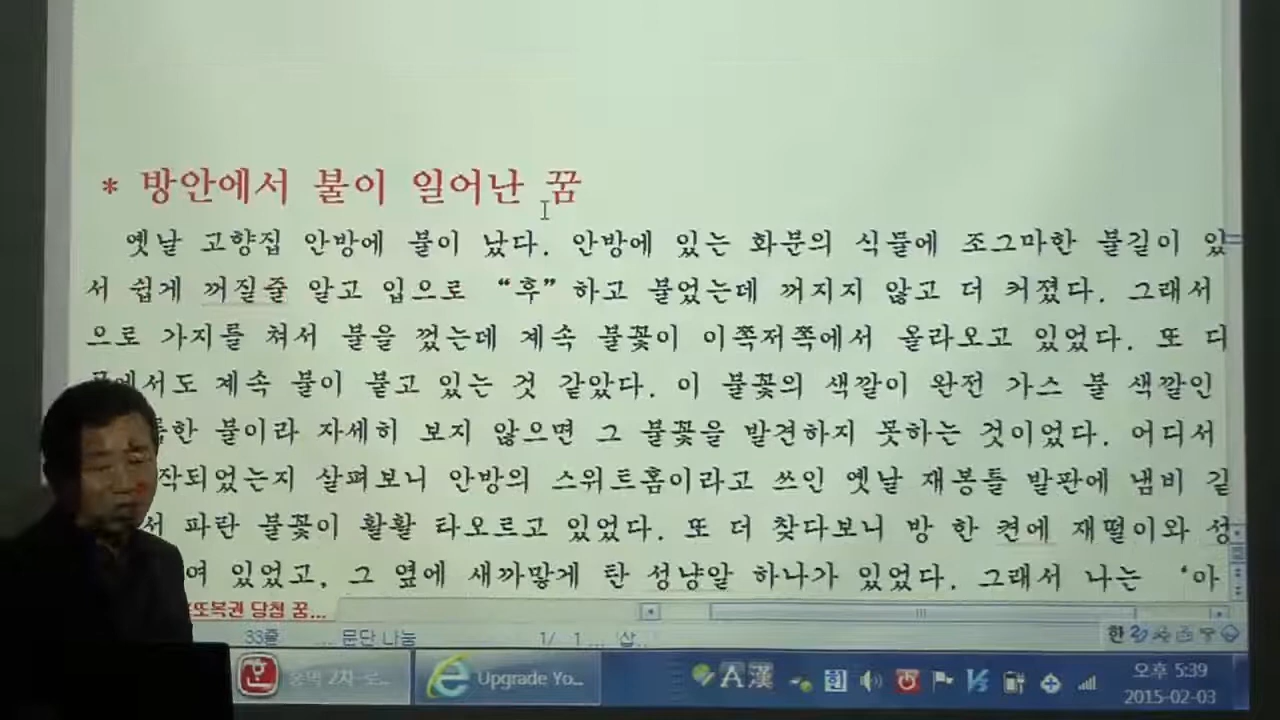 * 방안에서 불이 일어난 꿈
옛날 고향집 안방에 불이 났다. 안방에 있는 화분의 식물에 조그마한 불길이 있
서 쉽게 꺼질줄 알고 입으로 “후”하고 불었는데 꺼지지 않고 더 커졌다. 그래서
으로 가지를 쳐서 불을 껐는데 계속 불꽃이 이쪽저쪽에서 올라오고 있었다. 또 다
에서도 계속 불이 붙고 있는 것 같았다. 이 불꽃의 색깔이 완전 가스 불 색깔인
한 불이라 자세히 보지 않으면 그 불꽃을 발견하지 못하는 것이었다. 어디서
작되었는지 살펴보니 안방의 스위트홈이라고 쓰인 옛날 재봉틀 발판에 냄비 깉
서 파란 불꽃이 활활 타오르고 있었다. 또 더 찾다보니 방 한 켠에 재떨이와 성
여 있었고, 그 옆에 새까맣게 탄 성냥알 하나가 있었다. 그래서 나는 ‘아
또복권 당첨 꿈...
33줄 문단 나눔 1/ 1 ... 삽
한
Upgrade Yo...
A 漢 한
오후 5:39
2015-02-03